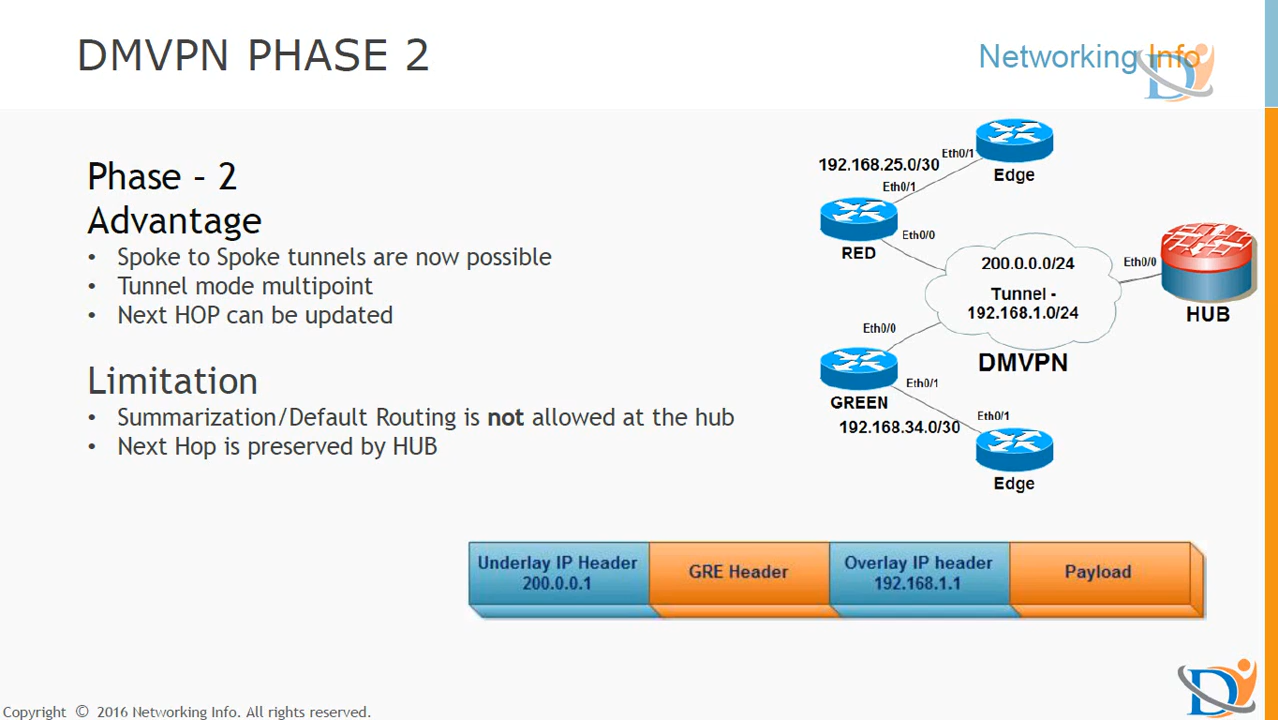 DMVPN PHASE 2
Networking Info
Phase - 2
Advantage
• Spoke to Spoke tunnels are now possible
• Tunnel mode multipoint
• Next HOP can be updated
Limitation
• Summarization/Default Routing is not allowed at the hub
• Next Hop is preserved by HUB
192.168.25.0/30
Eth0/1
Edge
Eth0/1
RED
Eth0/0
200.0.0.0/24
Tunnel -
192.168.1.0/24
DMVPN
Eth0/0
HUB
Eth0/0
GREEN
Eth0/1
192.168.34.0/30
Eth0/1
Edge
Underlay IP Header
200.0.0.1
GRE Header
Overlay IP header
192.168.1.1
Payload
Copyright © 2016 Networking Info. All rights reserved.